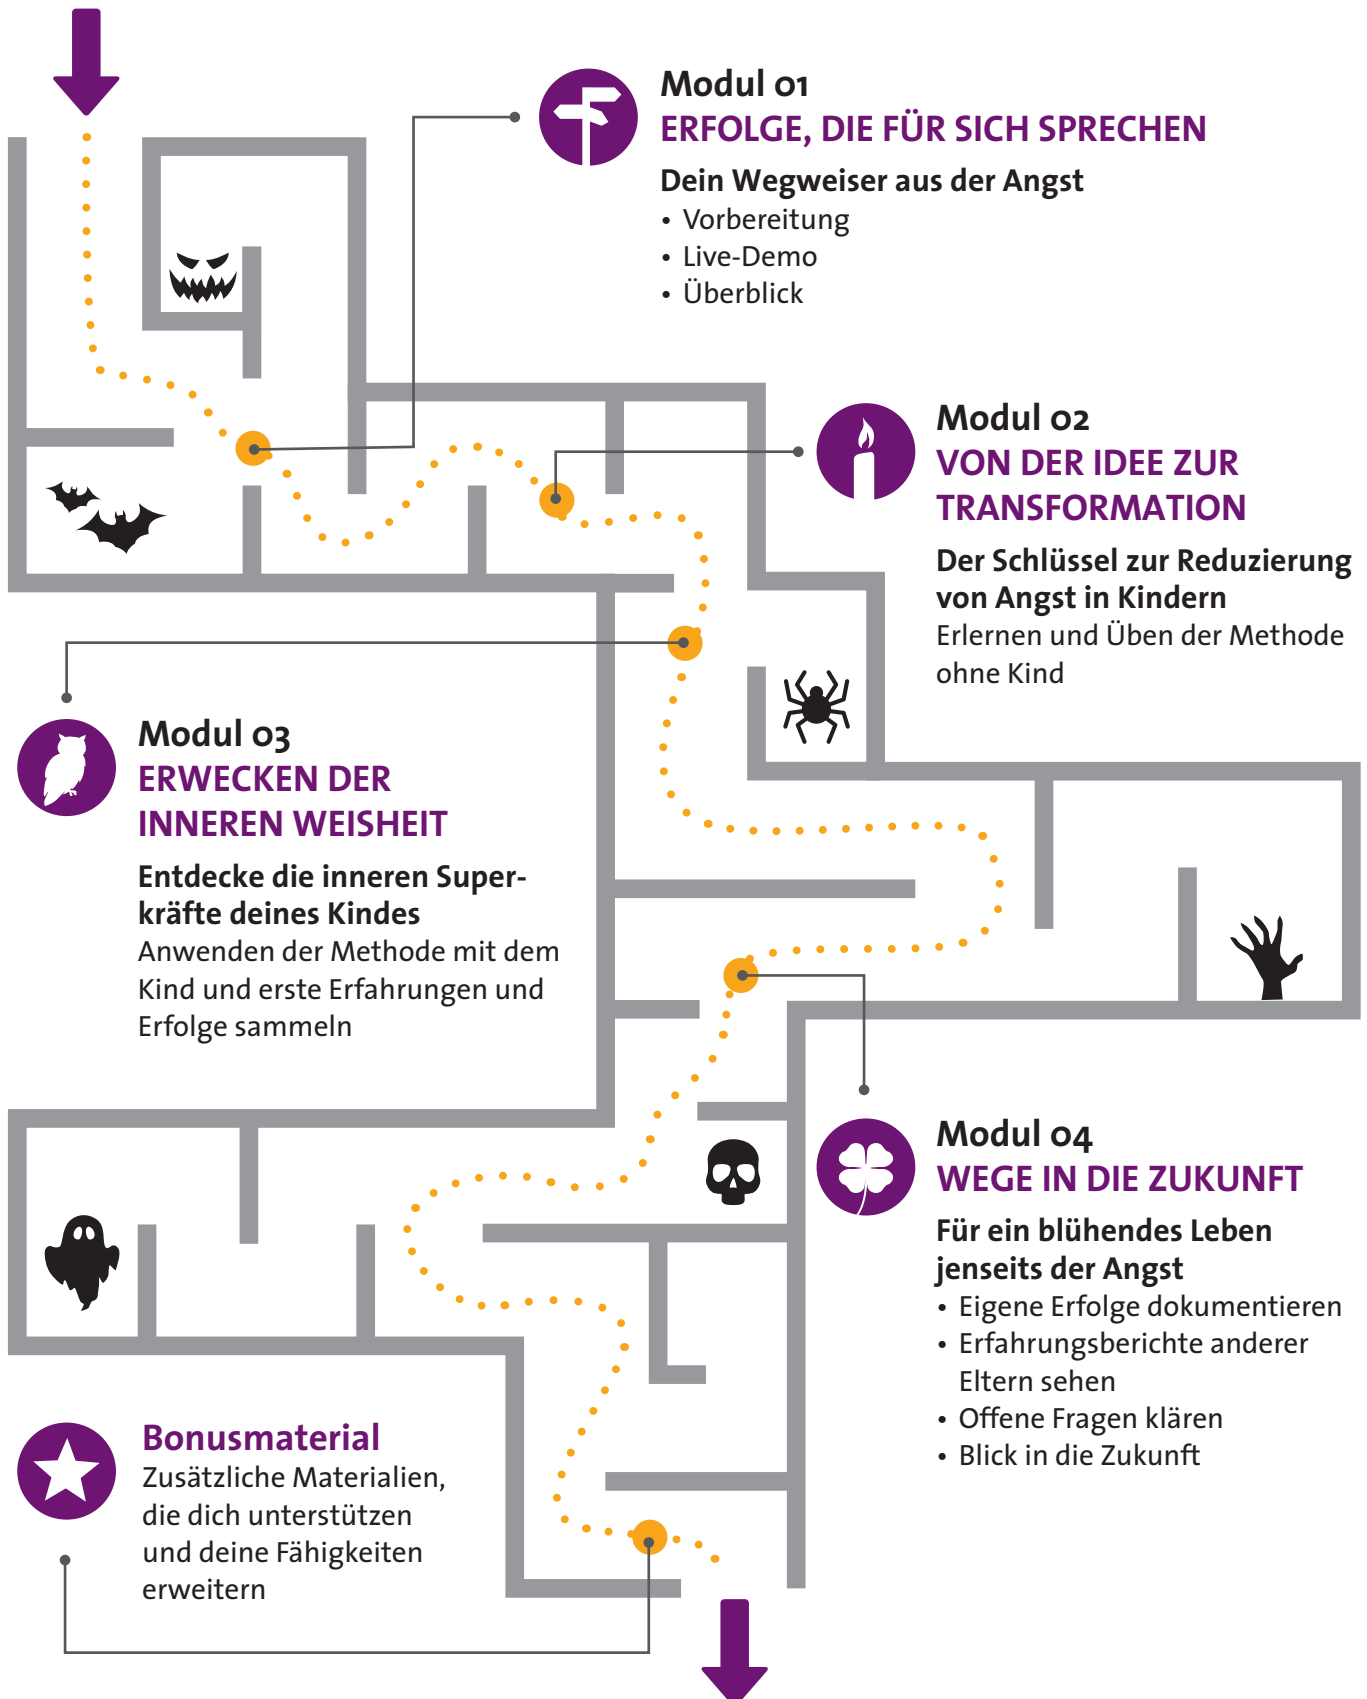 Modul 01
ERFOLGE, DIE FÜR SICH SPRECHEN
Dein Wegweiser aus der Angst
• Vorbereitung
• Live-Demo
• Überblick
Modul 02
VON DER IDEE ZUR
TRANSFORMATION
Der Schlüssel zur Reduzierung
von Angst in Kindern
Erlernen und Üben der Methode
ohne Kind
Modul 03
ERWECKEN DER
INNEREN WEISHEIT
Entdecke die inneren Super-
kräfte deines Kindes
Anwenden der Methode mit dem
Kind und erste Erfahrungen und
Erfolge sammeln
Modul 04
WEGE IN DIE ZUKUNFT
Für ein blühendes Leben
jenseits der Angst
• Eigene Erfolge dokumentieren
• Erfahrungsberichte anderer
Eltern sehen
• Offene Fragen klären
• Blick in die Zukunft
Bonusmaterial
Zusätzliche Materialien,
die dich unterstützen
und deine Fähigkeiten
erweitern